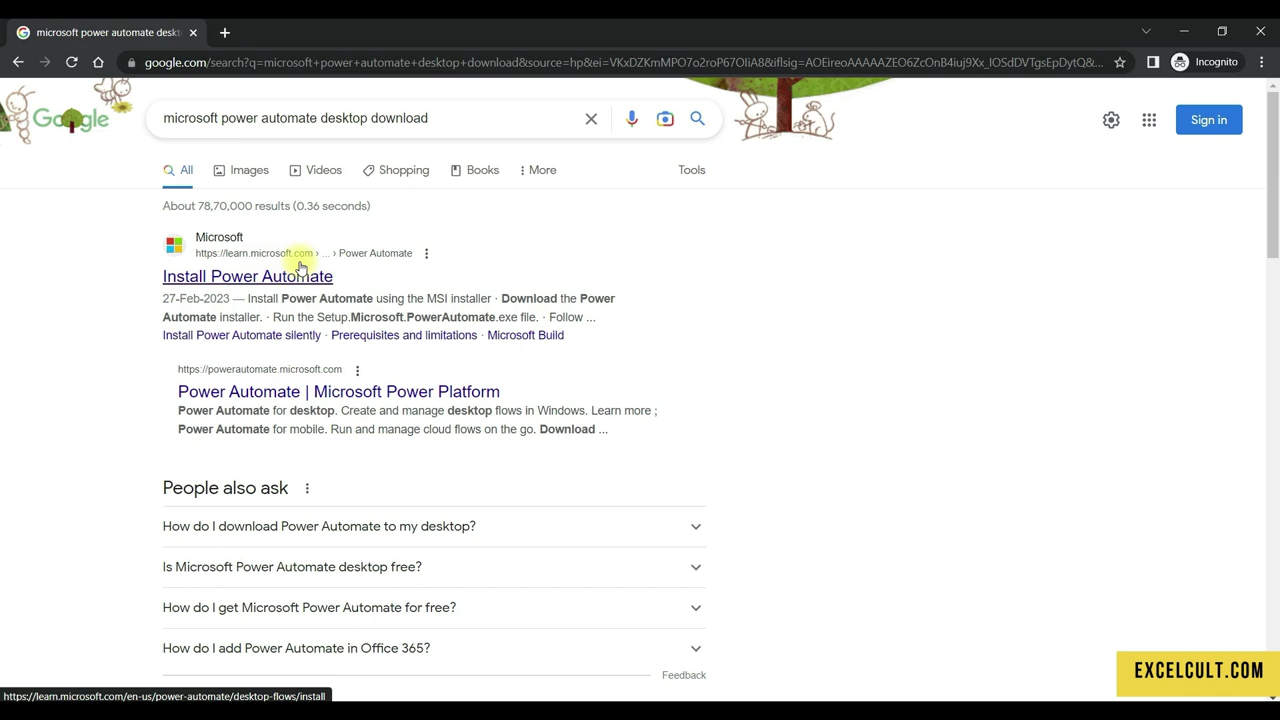 microsoft power automate deskt
google.com/search?q=microsoft+power+automate+desktop+download&source=hp&ei=VKxDZKmMPO7o2roP67OIiA8&iflsig=AOEireoAAAAAZEO6ZcOnB4iuj9Xx_IOSdDVTgsEpDytQ&...
Incognito
Google
microsoft power automate desktop download
Sign in
All
Images
Videos
Shopping
Books
More
Tools
About 78,70,000 results (0.36 seconds)
Microsoft
https://learn.microsoft.com › ... › Power Automate
Install Power Automate
27-Feb-2023 — Install Power Automate using the MSI installer · Download the Power
Automate installer. · Run the Setup.Microsoft.PowerAutomate.exe file. · Follow ...
Install Power Automate silently · Prerequisites and limitations · Microsoft Build
https://powerautomate.microsoft.com
Power Automate | Microsoft Power Platform
Power Automate for desktop. Create and manage desktop flows in Windows. Learn more ;
Power Automate for mobile. Run and manage cloud flows on the go. Download ...
People also ask
How do I download Power Automate to my desktop?
Is Microsoft Power Automate desktop free?
How do I get Microsoft Power Automate for free?
How do I add Power Automate in Office 365?
Feedback
EXCELCULT.COM
https://learn.microsoft.com/en-us/power-automate/desktop-flows/install